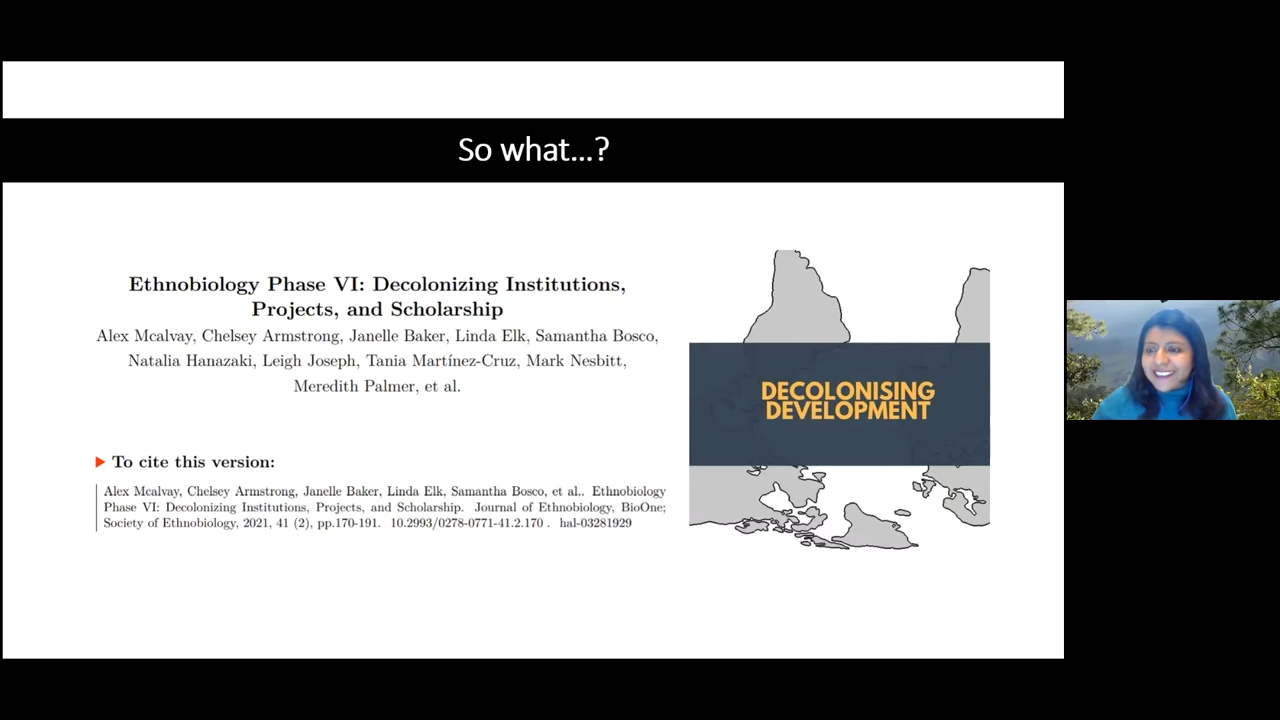 So what...?
Ethnobiology Phase VI: Decolonizing Institutions,
Projects, and Scholarship
Alex Mcalvay, Chelsey Armstrong, Janelle Baker, Linda Elk, Samantha Bosco,
Natalia Hanazaki, Leigh Joseph, Tania Martínez-Cruz, Mark Nesbitt,
Meredith Palmer, et al.
To cite this version:
Alex Mcalvay, Chelsey Armstrong, Janelle Baker, Linda Elk, Samantha Bosco, et al.. Ethnobiology
Phase VI: Decolonizing Institutions, Projects, and Scholarship. Journal of Ethnobiology, BioOne;
Society of Ethnobiology, 2021, 41 (2), pp.170-191. 10.2993/0278-0771-41.2.170 . hal-03281929
DECOLONISING
DEVELOPMENT